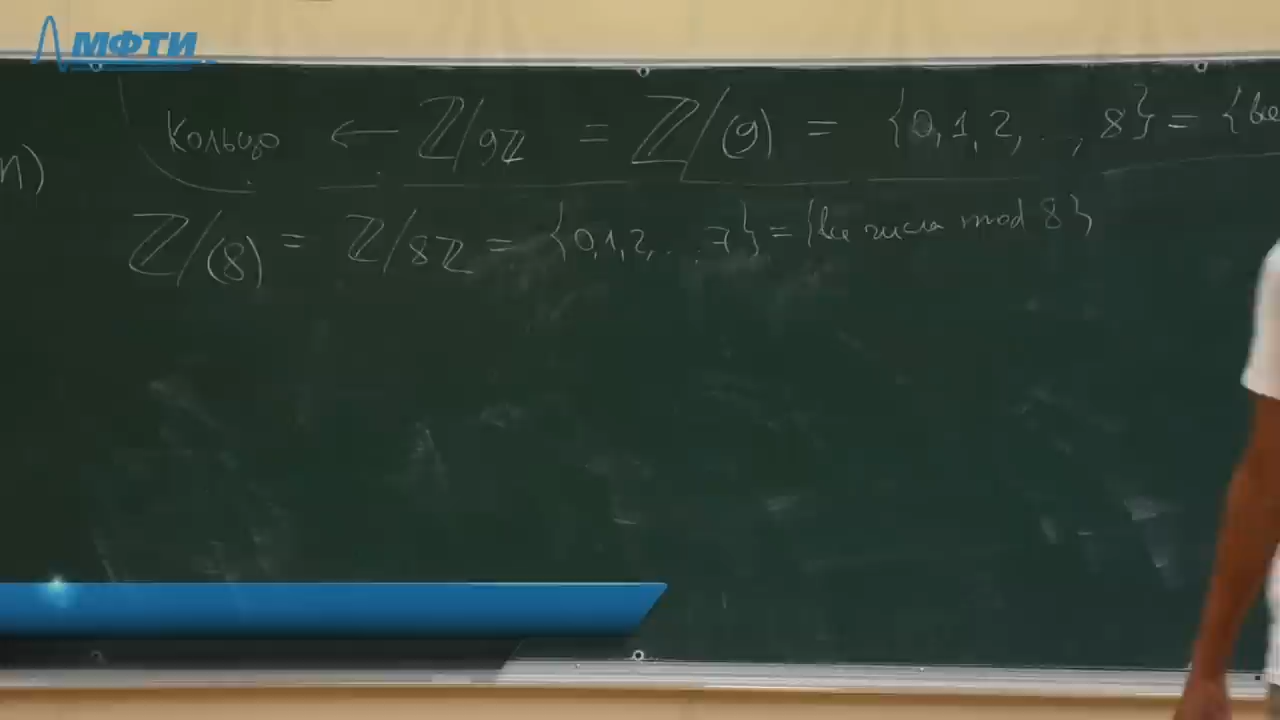 МФТИ
n)
Кольцо ← ℤ/9ℤ = ℤ/(9) = {0,1,2,..,8} = {все
ℤ/(8) = ℤ/8ℤ = {0,1,2,...7} = {все числа mod 8}